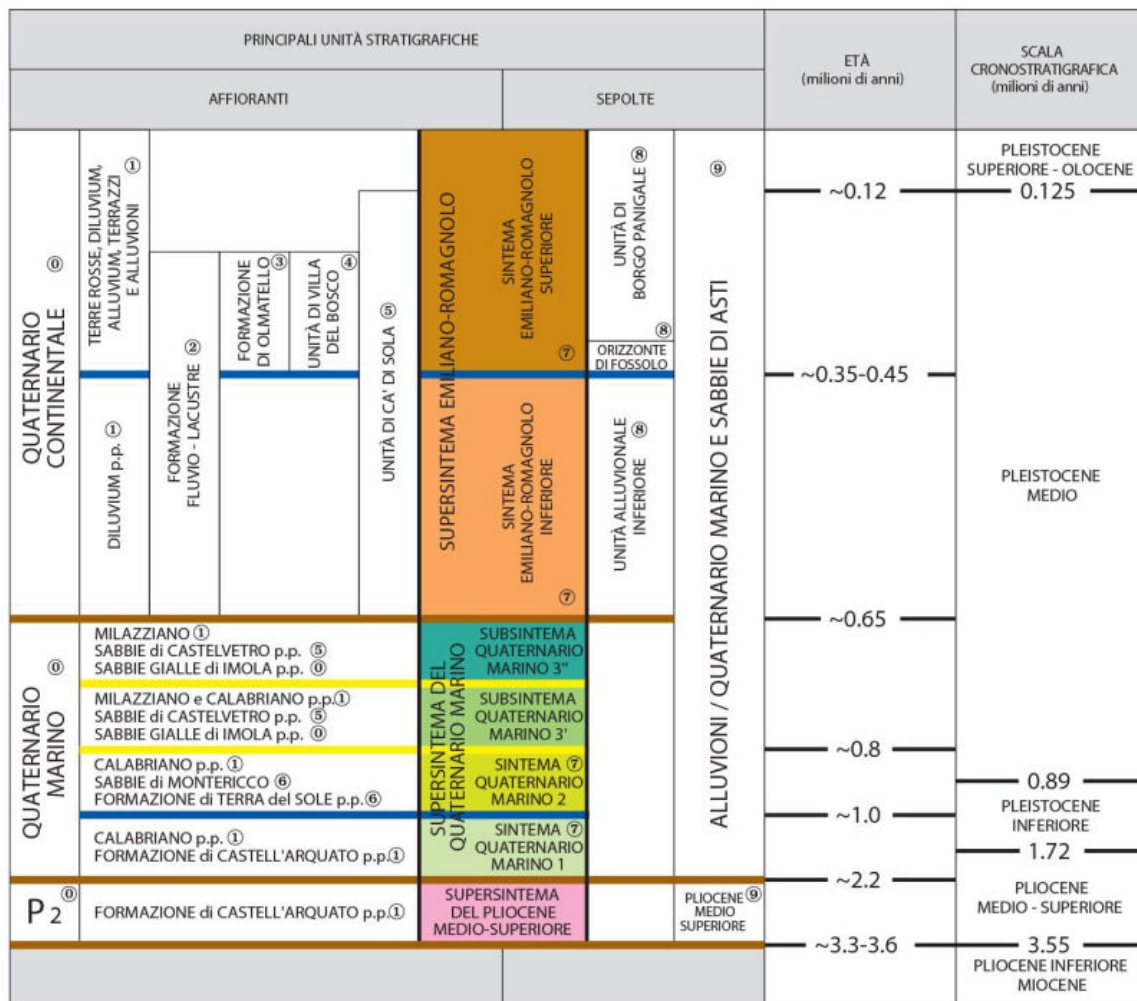 PRINCIPALI UNITÀ STRATIGRAFICHE
ETÀ
(milioni di anni)
SCALA
CRONOSTRATIGRAFICA
(milioni di anni)
AFFIORANTI
SEPOLTE
QUATERNARIO
CONTINENTALE ⓪
TERRE ROSSE, DILUVIUM,
ALLUVIUM, TERRAZZI
E ALLUVIONI ①
DILUVIUM p.p. ①
FORMAZIONE
FLUVIO - LACUSTRE ②
FORMAZIONE
DI OLMATELLO ③
UNITÀ DI VILLA
DEL BOSCO ④
UNITÀ DI CA' DI SOLA ⑤
SUPERSINTEMA EMILIANO-ROMAGNOLO
SINTEMA
EMILIANO-ROMAGNOLO
SUPERIORE
⑦
SINTEMA
EMILIANO-ROMAGNOLO
INFERIORE
⑦
UNITÀ DI
BORGO PANIGALE ⑧
⑧
ORIZZONTE
DI FOSSOLO
UNITÀ ALLUVIONALE
INFERIORE ⑧
ALLUVIONI / QUATERNARIO MARINO E SABBIE DI ASTI ⑨
QUATERNARIO
MARINO ⓪
MILAZZIANO ①
SABBIE di CASTELVETRO p.p. ⑤
SABBIE GIALLE di IMOLA p.p. ⓪
MILAZZIANO e CALABRIANO p.p. ①
SABBIE di CASTELVETRO p.p. ⑤
SABBIE GIALLE di IMOLA p.p. ⓪
CALABRIANO p.p. ①
SABBIE di MONTERICCO ⑥
FORMAZIONE di TERRA del SOLE p.p. ⑥
CALABRIANO p.p. ①
FORMAZIONE di CASTELL'ARQUATO p.p. ①
SUPERSINTEMA DEL
QUATERNARIO MARINO
SUBSINTEMA
QUATERNARIO
MARINO 3"
SUBSINTEMA
QUATERNARIO
MARINO 3'
SINTEMA ⑦
QUATERNARIO
MARINO 2
SINTEMA ⑦
QUATERNARIO
MARINO 1
P2 ⓪
FORMAZIONE di CASTELL'ARQUATO p.p. ①
SUPERSINTEMA
DEL PLIOCENE
MEDIO-SUPERIORE
PLIOCENE ⑨
MEDIO
SUPERIORE
~0.12
~0.35-0.45
~0.65
~0.8
~1.0
~2.2
~3.3-3.6
PLEISTOCENE
SUPERIORE - OLOCENE
0.125
PLEISTOCENE
MEDIO
0.89
PLEISTOCENE
INFERIORE
1.72
PLIOCENE
MEDIO - SUPERIORE
3.55
PLIOCENE INFERIORE
MIOCENE